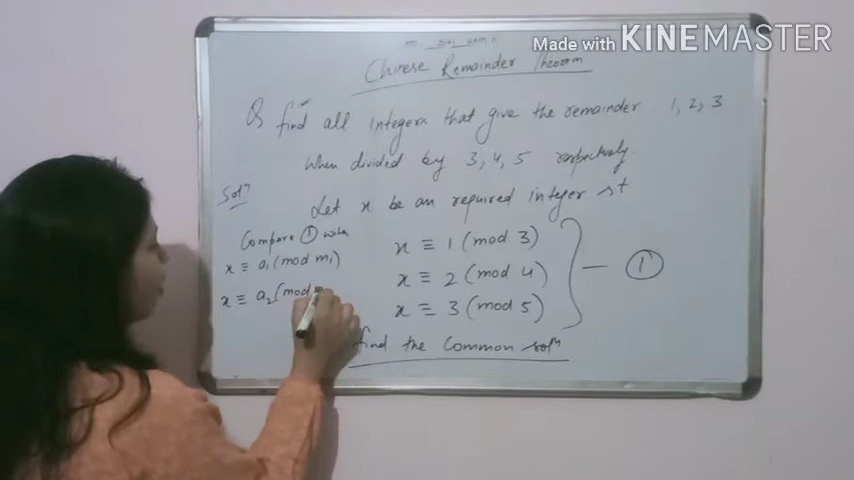 Made with KINEMASTER
Chinese Remainder Theorem
Q find all integers that give the remainder 1, 2, 3
when divided by 3, 4, 5 respectively
Solⁿ
Let x be an required integer st
Compare ① with
x ≡ a₁ (mod m₁)
x ≡ a₂ (mod
x ≡ 1 (mod 3)
x ≡ 2 (mod 4)
x ≡ 3 (mod 5)
— ①
find the Common solⁿ